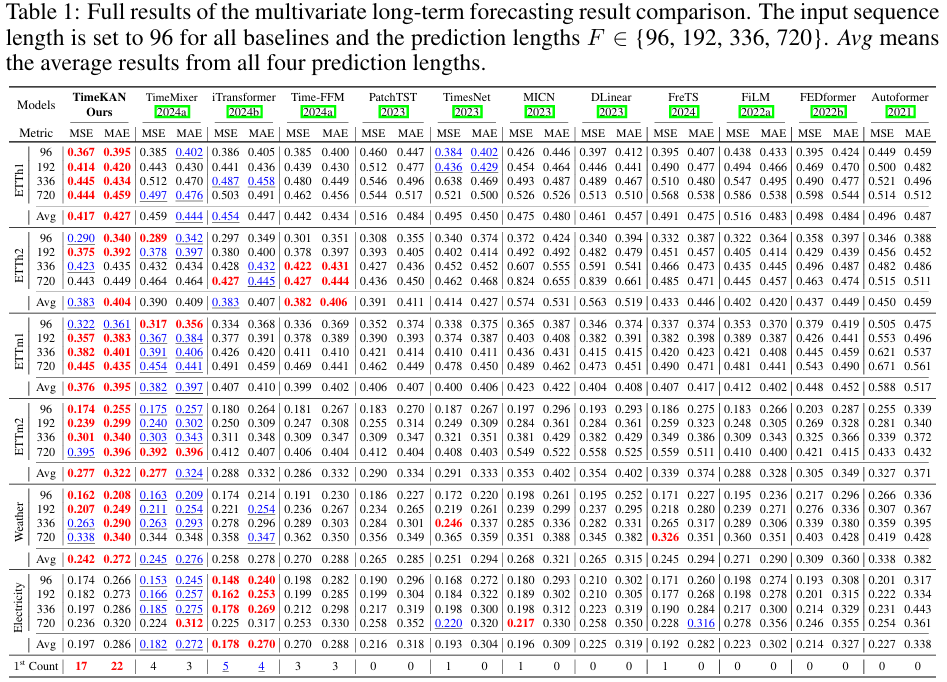 Table 1: Full results of the multivariate long-term forecasting result comparison. The input sequence
length is set to 96 for all baselines and the prediction lengths F ∈ {96, 192, 336, 720}. Avg means
the average results from all four prediction lengths.
Models TimeKAN TimeMixer iTransformer Time-FFM PatchTST TimesNet MICN DLinear FreTS FiLM FEDformer Autoformer
Ours 2024a 2024b 2024a 2023 2023 2023 2023 2024 2022a 2022b 2021
Metric MSE MAE MSE MAE MSE MAE MSE MAE MSE MAE MSE MAE MSE MAE MSE MAE MSE MAE MSE MAE MSE MAE MSE MAE
ETTh1
96 0.367 0.395 0.385 0.402 0.386 0.405 0.385 0.400 0.460 0.447 0.384 0.402 0.426 0.446 0.397 0.412 0.395 0.407 0.438 0.433 0.395 0.424 0.449 0.459
192 0.414 0.420 0.443 0.430 0.441 0.436 0.439 0.430 0.512 0.477 0.436 0.429 0.454 0.464 0.446 0.441 0.490 0.477 0.494 0.466 0.469 0.470 0.500 0.482
336 0.445 0.434 0.512 0.470 0.487 0.458 0.480 0.449 0.546 0.496 0.638 0.469 0.493 0.487 0.489 0.467 0.510 0.480 0.547 0.495 0.490 0.477 0.521 0.496
720 0.444 0.459 0.497 0.476 0.503 0.491 0.462 0.456 0.544 0.517 0.521 0.500 0.526 0.526 0.513 0.510 0.568 0.538 0.586 0.538 0.598 0.544 0.514 0.512
Avg 0.417 0.427 0.459 0.444 0.454 0.447 0.442 0.434 0.516 0.484 0.495 0.450 0.475 0.480 0.461 0.457 0.491 0.475 0.516 0.483 0.498 0.484 0.496 0.487
ETTh2
96 0.290 0.340 0.289 0.342 0.297 0.349 0.301 0.351 0.308 0.355 0.340 0.374 0.372 0.424 0.340 0.394 0.332 0.387 0.322 0.364 0.358 0.397 0.346 0.388
192 0.375 0.392 0.378 0.397 0.380 0.400 0.378 0.397 0.393 0.405 0.402 0.414 0.492 0.492 0.482 0.479 0.451 0.457 0.405 0.414 0.429 0.439 0.456 0.452
336 0.423 0.435 0.432 0.434 0.428 0.432 0.422 0.431 0.427 0.436 0.452 0.452 0.607 0.555 0.591 0.541 0.466 0.473 0.435 0.445 0.496 0.487 0.482 0.486
720 0.443 0.449 0.464 0.464 0.427 0.445 0.427 0.444 0.436 0.450 0.462 0.468 0.824 0.655 0.839 0.661 0.485 0.471 0.445 0.457 0.463 0.474 0.515 0.511
Avg 0.383 0.404 0.390 0.409 0.383 0.407 0.382 0.406 0.391 0.411 0.414 0.427 0.574 0.531 0.563 0.519 0.433 0.446 0.402 0.420 0.437 0.449 0.450 0.459
ETTm1
96 0.322 0.361 0.317 0.356 0.334 0.368 0.336 0.369 0.352 0.374 0.338 0.375 0.365 0.387 0.346 0.374 0.337 0.374 0.353 0.370 0.379 0.419 0.505 0.475
192 0.357 0.383 0.367 0.384 0.377 0.391 0.378 0.389 0.390 0.393 0.374 0.387 0.403 0.408 0.382 0.391 0.382 0.398 0.389 0.387 0.426 0.441 0.553 0.496
336 0.382 0.401 0.391 0.406 0.426 0.420 0.411 0.410 0.421 0.414 0.410 0.411 0.436 0.431 0.415 0.415 0.420 0.423 0.421 0.408 0.445 0.459 0.621 0.537
720 0.445 0.435 0.454 0.441 0.491 0.459 0.469 0.441 0.462 0.449 0.478 0.450 0.489 0.462 0.473 0.451 0.490 0.471 0.481 0.441 0.543 0.490 0.671 0.561
Avg 0.376 0.395 0.382 0.397 0.407 0.410 0.399 0.402 0.406 0.407 0.400 0.406 0.423 0.422 0.404 0.408 0.407 0.417 0.412 0.402 0.448 0.452 0.588 0.517
ETTm2
96 0.174 0.255 0.175 0.257 0.180 0.264 0.181 0.267 0.183 0.270 0.187 0.267 0.197 0.296 0.193 0.293 0.186 0.275 0.183 0.266 0.203 0.287 0.255 0.339
192 0.239 0.299 0.240 0.302 0.250 0.309 0.247 0.308 0.255 0.314 0.249 0.309 0.284 0.361 0.284 0.361 0.259 0.323 0.248 0.305 0.269 0.328 0.281 0.340
336 0.301 0.340 0.303 0.343 0.311 0.348 0.309 0.347 0.309 0.347 0.321 0.351 0.381 0.429 0.382 0.429 0.349 0.386 0.309 0.343 0.325 0.366 0.339 0.372
720 0.395 0.396 0.392 0.396 0.412 0.407 0.406 0.404 0.412 0.404 0.408 0.403 0.549 0.522 0.558 0.525 0.559 0.511 0.410 0.400 0.421 0.415 0.433 0.432
Avg 0.277 0.322 0.277 0.324 0.288 0.332 0.286 0.332 0.290 0.334 0.291 0.333 0.353 0.402 0.354 0.402 0.339 0.374 0.288 0.328 0.305 0.349 0.327 0.371
Weather
96 0.162 0.208 0.163 0.209 0.174 0.214 0.191 0.230 0.186 0.227 0.172 0.220 0.198 0.261 0.195 0.252 0.171 0.227 0.195 0.236 0.217 0.296 0.266 0.336
192 0.207 0.249 0.211 0.254 0.221 0.254 0.236 0.267 0.234 0.265 0.219 0.261 0.239 0.299 0.237 0.295 0.218 0.280 0.239 0.271 0.276 0.336 0.307 0.367
336 0.263 0.290 0.263 0.293 0.278 0.296 0.289 0.303 0.284 0.301 0.246 0.337 0.285 0.336 0.282 0.331 0.265 0.317 0.289 0.306 0.339 0.380 0.359 0.395
720 0.338 0.340 0.344 0.348 0.358 0.347 0.362 0.350 0.356 0.349 0.365 0.359 0.351 0.388 0.345 0.382 0.326 0.351 0.360 0.351 0.403 0.428 0.419 0.428
Avg 0.242 0.272 0.245 0.276 0.258 0.278 0.270 0.288 0.265 0.285 0.251 0.294 0.268 0.321 0.265 0.315 0.245 0.294 0.271 0.290 0.309 0.360 0.338 0.382
Electricity
96 0.174 0.266 0.153 0.245 0.148 0.240 0.198 0.282 0.190 0.296 0.168 0.272 0.180 0.293 0.210 0.302 0.171 0.260 0.198 0.274 0.193 0.308 0.201 0.317
192 0.182 0.273 0.166 0.257 0.162 0.253 0.199 0.285 0.199 0.304 0.184 0.322 0.189 0.302 0.210 0.305 0.177 0.268 0.198 0.278 0.201 0.315 0.222 0.334
336 0.197 0.286 0.185 0.275 0.178 0.269 0.212 0.298 0.217 0.319 0.198 0.300 0.198 0.312 0.223 0.319 0.190 0.284 0.217 0.300 0.214 0.329 0.231 0.443
720 0.236 0.320 0.224 0.312 0.225 0.317 0.253 0.330 0.258 0.352 0.220 0.320 0.217 0.330 0.258 0.350 0.228 0.316 0.278 0.356 0.246 0.355 0.254 0.361
Avg 0.197 0.286 0.182 0.272 0.178 0.270 0.270 0.288 0.216 0.318 0.193 0.304 0.196 0.309 0.225 0.319 0.192 0.282 0.223 0.302 0.214 0.327 0.227 0.338
1st Count 17 22 4 3 5 4 3 3 0 0 1 0 1 0 0 0 1 0 0 0 0 0 0 0